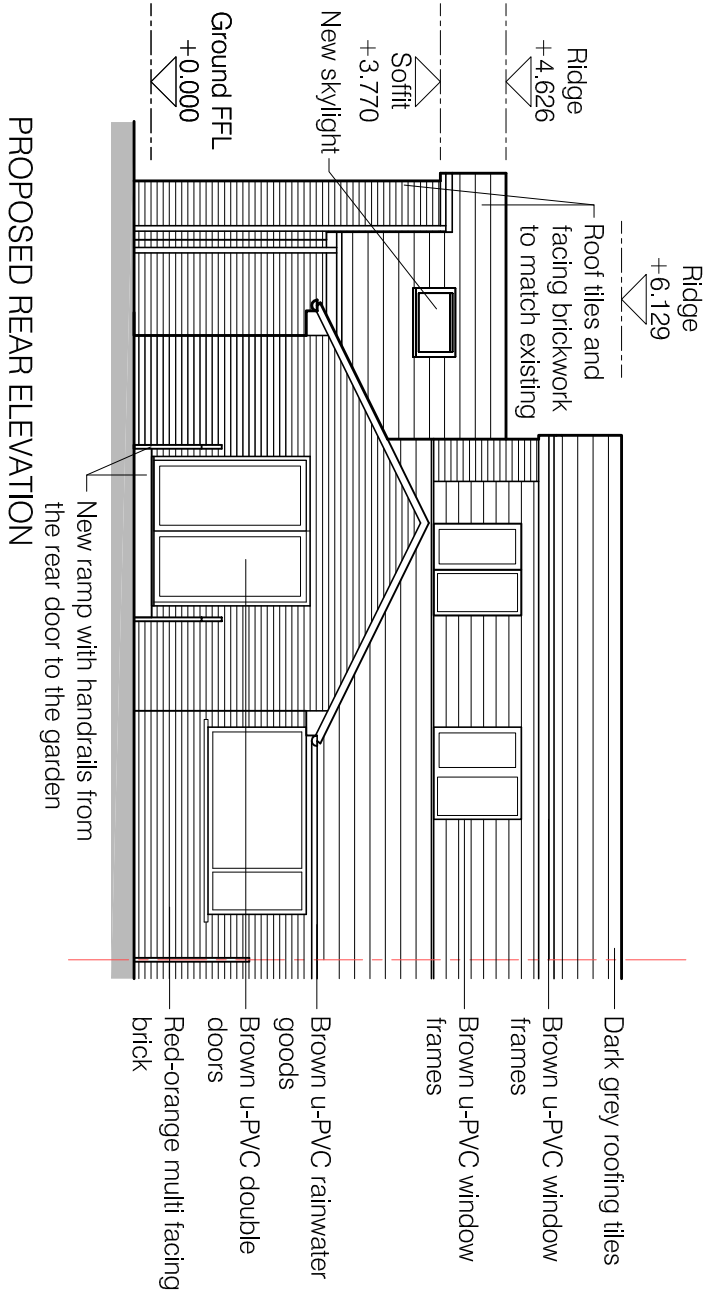 Ridge
+6.129
Ridge
+4.626
Soffit
+3.770
New skylight
Ground FFL
+0.000
Roof tiles and
facing brickwork
to match existing
Dark grey roofing tiles
Brown u-PVC window
frames
Brown u-PVC window
frames
Brown u-PVC rainwater
goods
Brown u-PVC double
doors
Red-orange multi facing
brick
New ramp with handrails from
the rear door to the garden
PROPOSED REAR ELEVATION